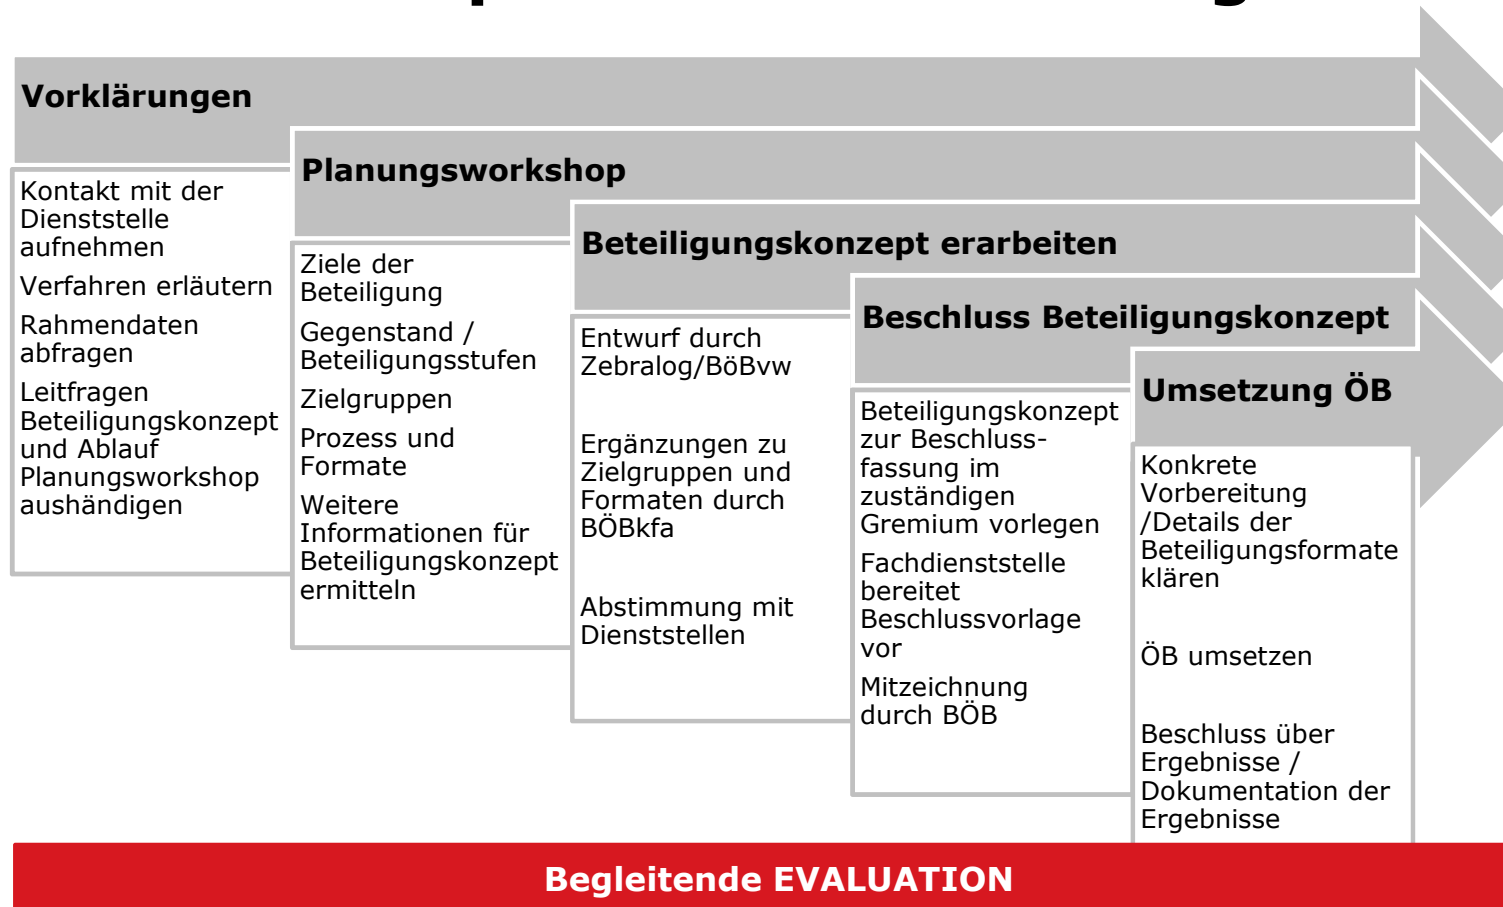 Vorklärungen
Kontakt mit der
Dienststelle
aufnehmen
Verfahren erläutern
Rahmendaten
abfragen
Leitfragen
Beteiligungskonzept
und Ablauf
Planungsworkshop
aushändigen
Planungsworkshop
Ziele der
Beteiligung
Gegenstand /
Beteiligungsstufen
Zielgruppen
Prozess und
Formate
Weitere
Informationen für
Beteiligungskonzept
ermitteln
Beteiligungskonzept erarbeiten
Entwurf durch
Zebralog/BöBvw
Ergänzungen zu
Zielgruppen und
Formaten durch
BÖBkfa
Abstimmung mit
Dienststellen
Beschluss Beteiligungskonzept
Beteiligungskonzept
zur Beschluss-
fassung im
zuständigen
Gremium vorlegen
Fachdienststelle
bereitet
Beschlussvorlage
vor
Mitzeichnung
durch BÖB
Umsetzung ÖB
Konkrete
Vorbereitung
/Details der
Beteiligungsformate
klären
ÖB umsetzen
Beschluss über
Ergebnisse /
Dokumentation der
Ergebnisse
Begleitende EVALUATION